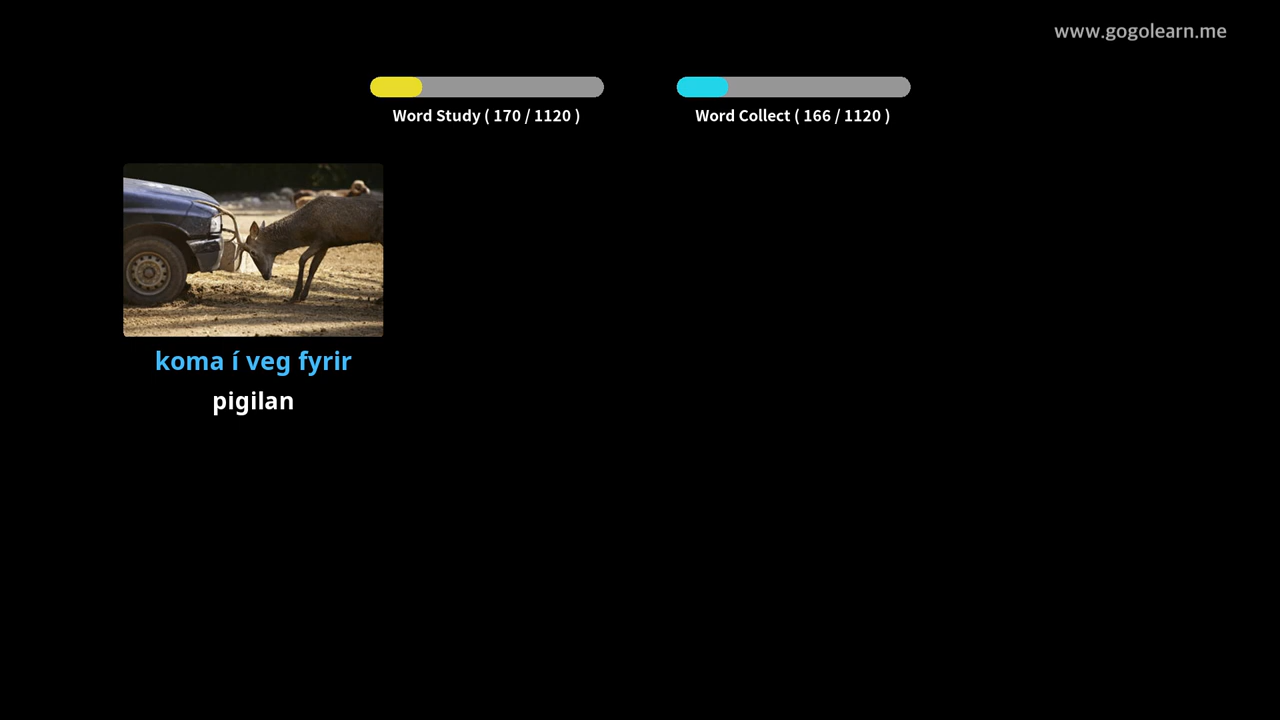 www.gogolearn.me
Word Study ( 170 / 1120 )
Word Collect ( 166 / 1120 )
koma í veg fyrir
pigilan